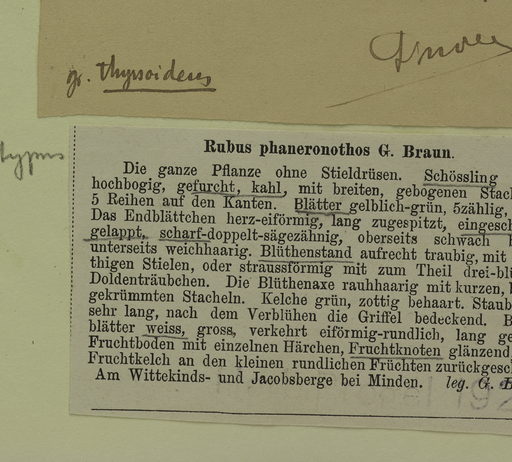 gr. thyrsoideus
typus
Rubus phaneronothos G. Braun.
Die ganze Pflanze ohne Stieldrüsen. Schössling
hochbogig, gefurcht, kahl, mit breiten, gebogenen Stac
5 Reihen auf den Kanten. Blätter gelblich-grün, 5zählig,
Das Endblättchen herz-eiförmig, lang zugespitzt, eingesch
gelappt, scharf-doppelt-sägezähnig, oberseits schwach
unterseits weichhaarig. Blüthenstand aufrecht traubig, mit
thigen Stielen, oder straussförmig mit zum Theil drei-blü
Doldenträubchen. Die Blüthenaxe rauhhaarig mit kurzen,
gekrümmten Stacheln. Kelche grün, zottig behaart. Staub
sehr lang, nach dem Verblühen die Griffel bedeckend. B
blätter weiss, gross, verkehrt eiförmig-rundlich, lang ge
Fruchtboden mit einzelnen Härchen, Fruchtknoten glänzend,
Fruchtkelch an den kleinen rundlichen Früchten zurückgesc
Am Wittekinds- und Jacobsberge bei Minden. leg. G. B